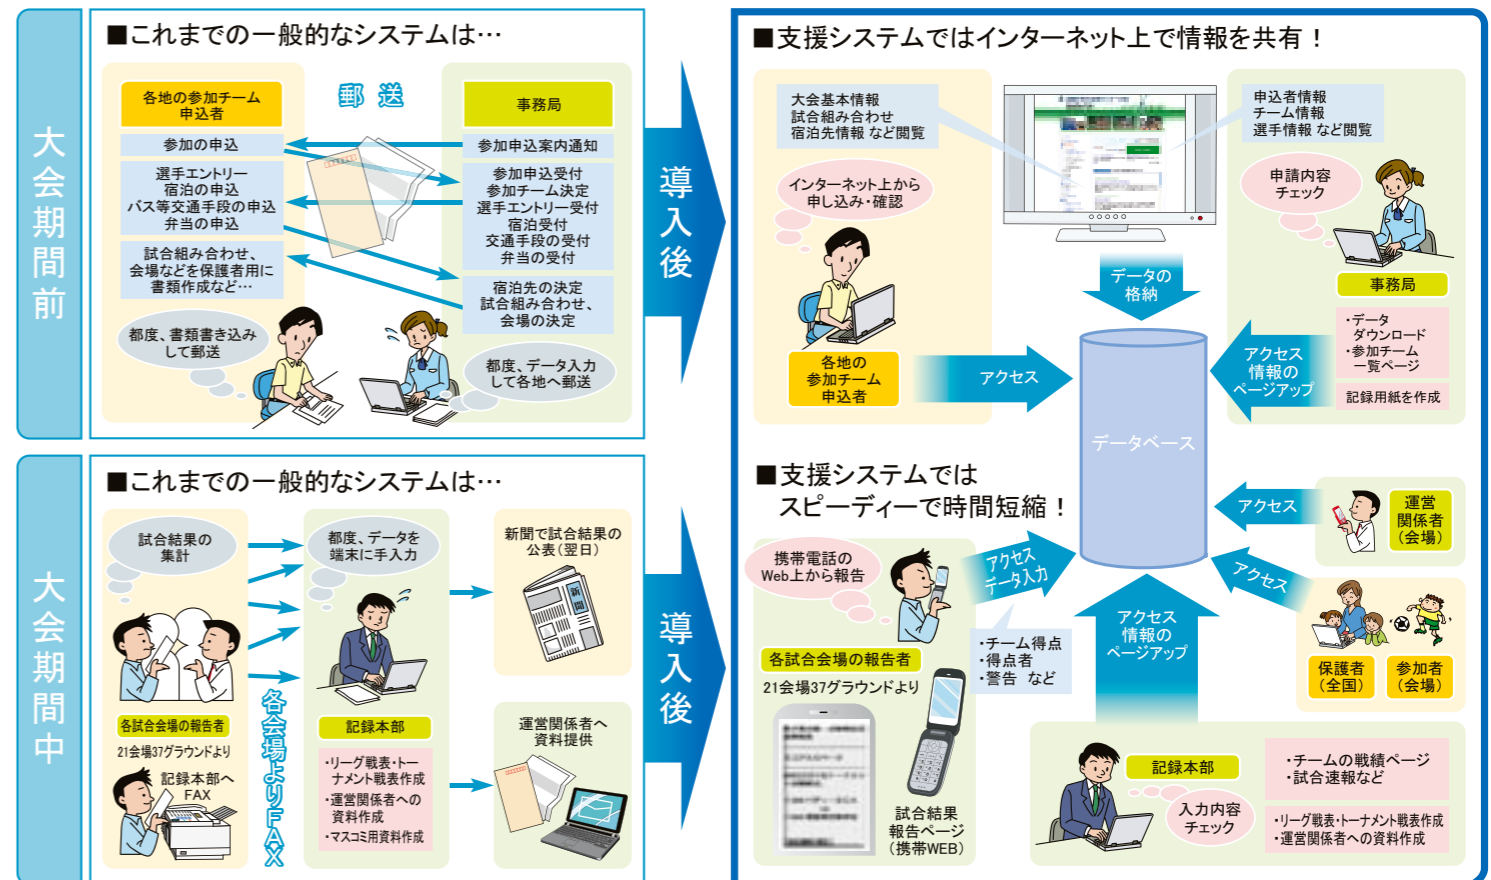 大会期間前
■これまでの一般的なシステムは…
各地の参加チーム
申込者
郵送
事務局
参加の申込
参加申込案内通知
選手エントリー
宿泊の申込
バス等交通手段の申込
弁当の申込
参加申込受付
参加チーム決定
選手エントリー受付
宿泊受付
交通手段の受付
弁当の受付
試合組み合わせ、
会場などを保護者用に
書類作成など…
宿泊先の決定
試合組み合わせ、
会場の決定
都度、書類書き込み
して郵送
都度、データ入力
して各地へ郵送
導入後
■支援システムではインターネット上で情報を共有！
大会基本情報
試合組み合わせ
宿泊先情報 など閲覧
申込者情報
チーム情報
選手情報 など閲覧
インターネット上から
申し込み・確認
申請内容
チェック
データの
格納
事務局
・データ
ダウンロード
・参加チーム
一覧ページ
記録用紙を作成
各地の
参加チーム
申込者
アクセス
アクセス
情報の
ページアップ
データベース
大会期間中
■これまでの一般的なシステムは…
試合結果の
集計
都度、データを
端末に手入力
新聞で試合結果の
公表(翌日)
新聞
各試合会場の報告者
21会場37グラウンドより
記録本部へ
FAX
各会場よりFAX
記録本部
・リーグ戦表・トー
ナメント戦表作成
・運営関係者への
資料作成
・マスコミ用資料作成
運営関係者へ
資料提供
導入後
■支援システムでは
スピーディーで時間短縮！
携帯電話の
Web上から報告
アクセス
データ入力
・チーム得点
・得点者
・警告 など
各試合会場の報告者
21会場37グラウンドより
試合結果
報告ページ
(携帯WEB)
アクセス
情報の
ページアップ
アクセス
運営
関係者
(会場)
アクセス
保護者
(全国)
参加者
(会場)
記録本部
入力内容
チェック
・チームの戦績ページ
・試合速報など
・リーグ戦表・トーナメント戦表作成
・運営関係者への資料作成